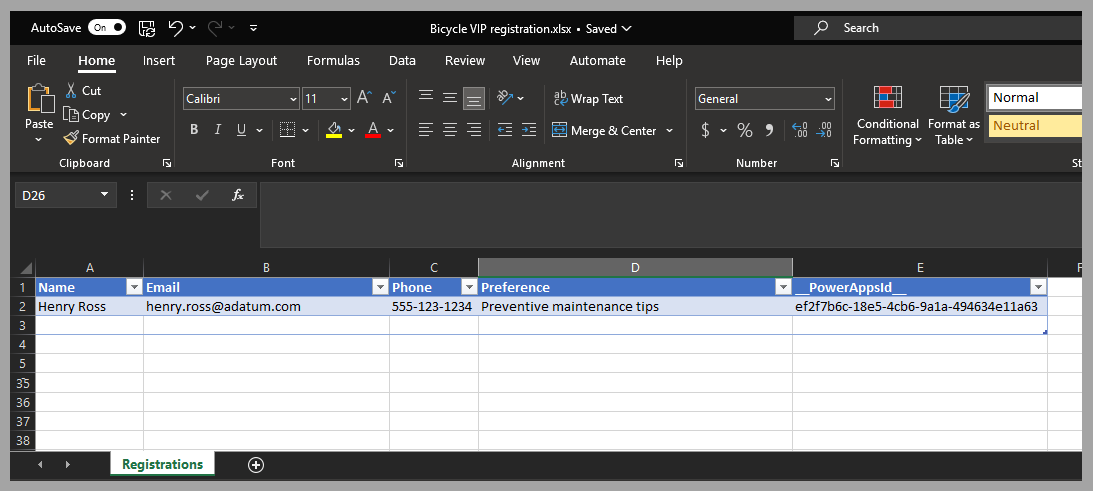 AutoSave On Bicycle VIP registration.xlsx • Saved Search
File Home Insert Page Layout Formulas Data Review View Automate Help
Paste Cut
Copy
Format Painter
Clipboard
Calibri 11
B I U A
Font
ab Wrap Text
Merge & Center
Alignment
General
$ % 9
Number
Conditional Formatting
Format as Table
Normal
Neutral
St
D26 fx
A B C D E F
1 Name Email Phone Preference __PowerAppsId__
2 Henry Ross henry.ross@adatum.com 555-123-1234 Preventive maintenance tips ef2f7b6c-18e5-4cb6-9a1a-494634e11a63
3
4
5
35
36
37
38
Registrations